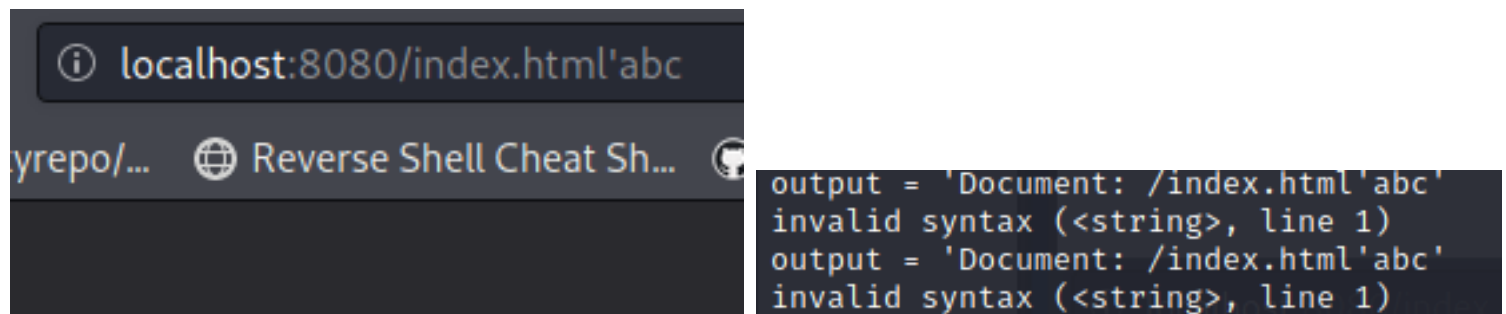 localhost:8080/index.html'abc
yrepo/... Reverse Shell Cheat Sh...
output = 'Document: /index.html'abc'
invalid syntax (<string>, line 1)
output = 'Document: /index.html'abc'
invalid syntax (<string>, line 1)